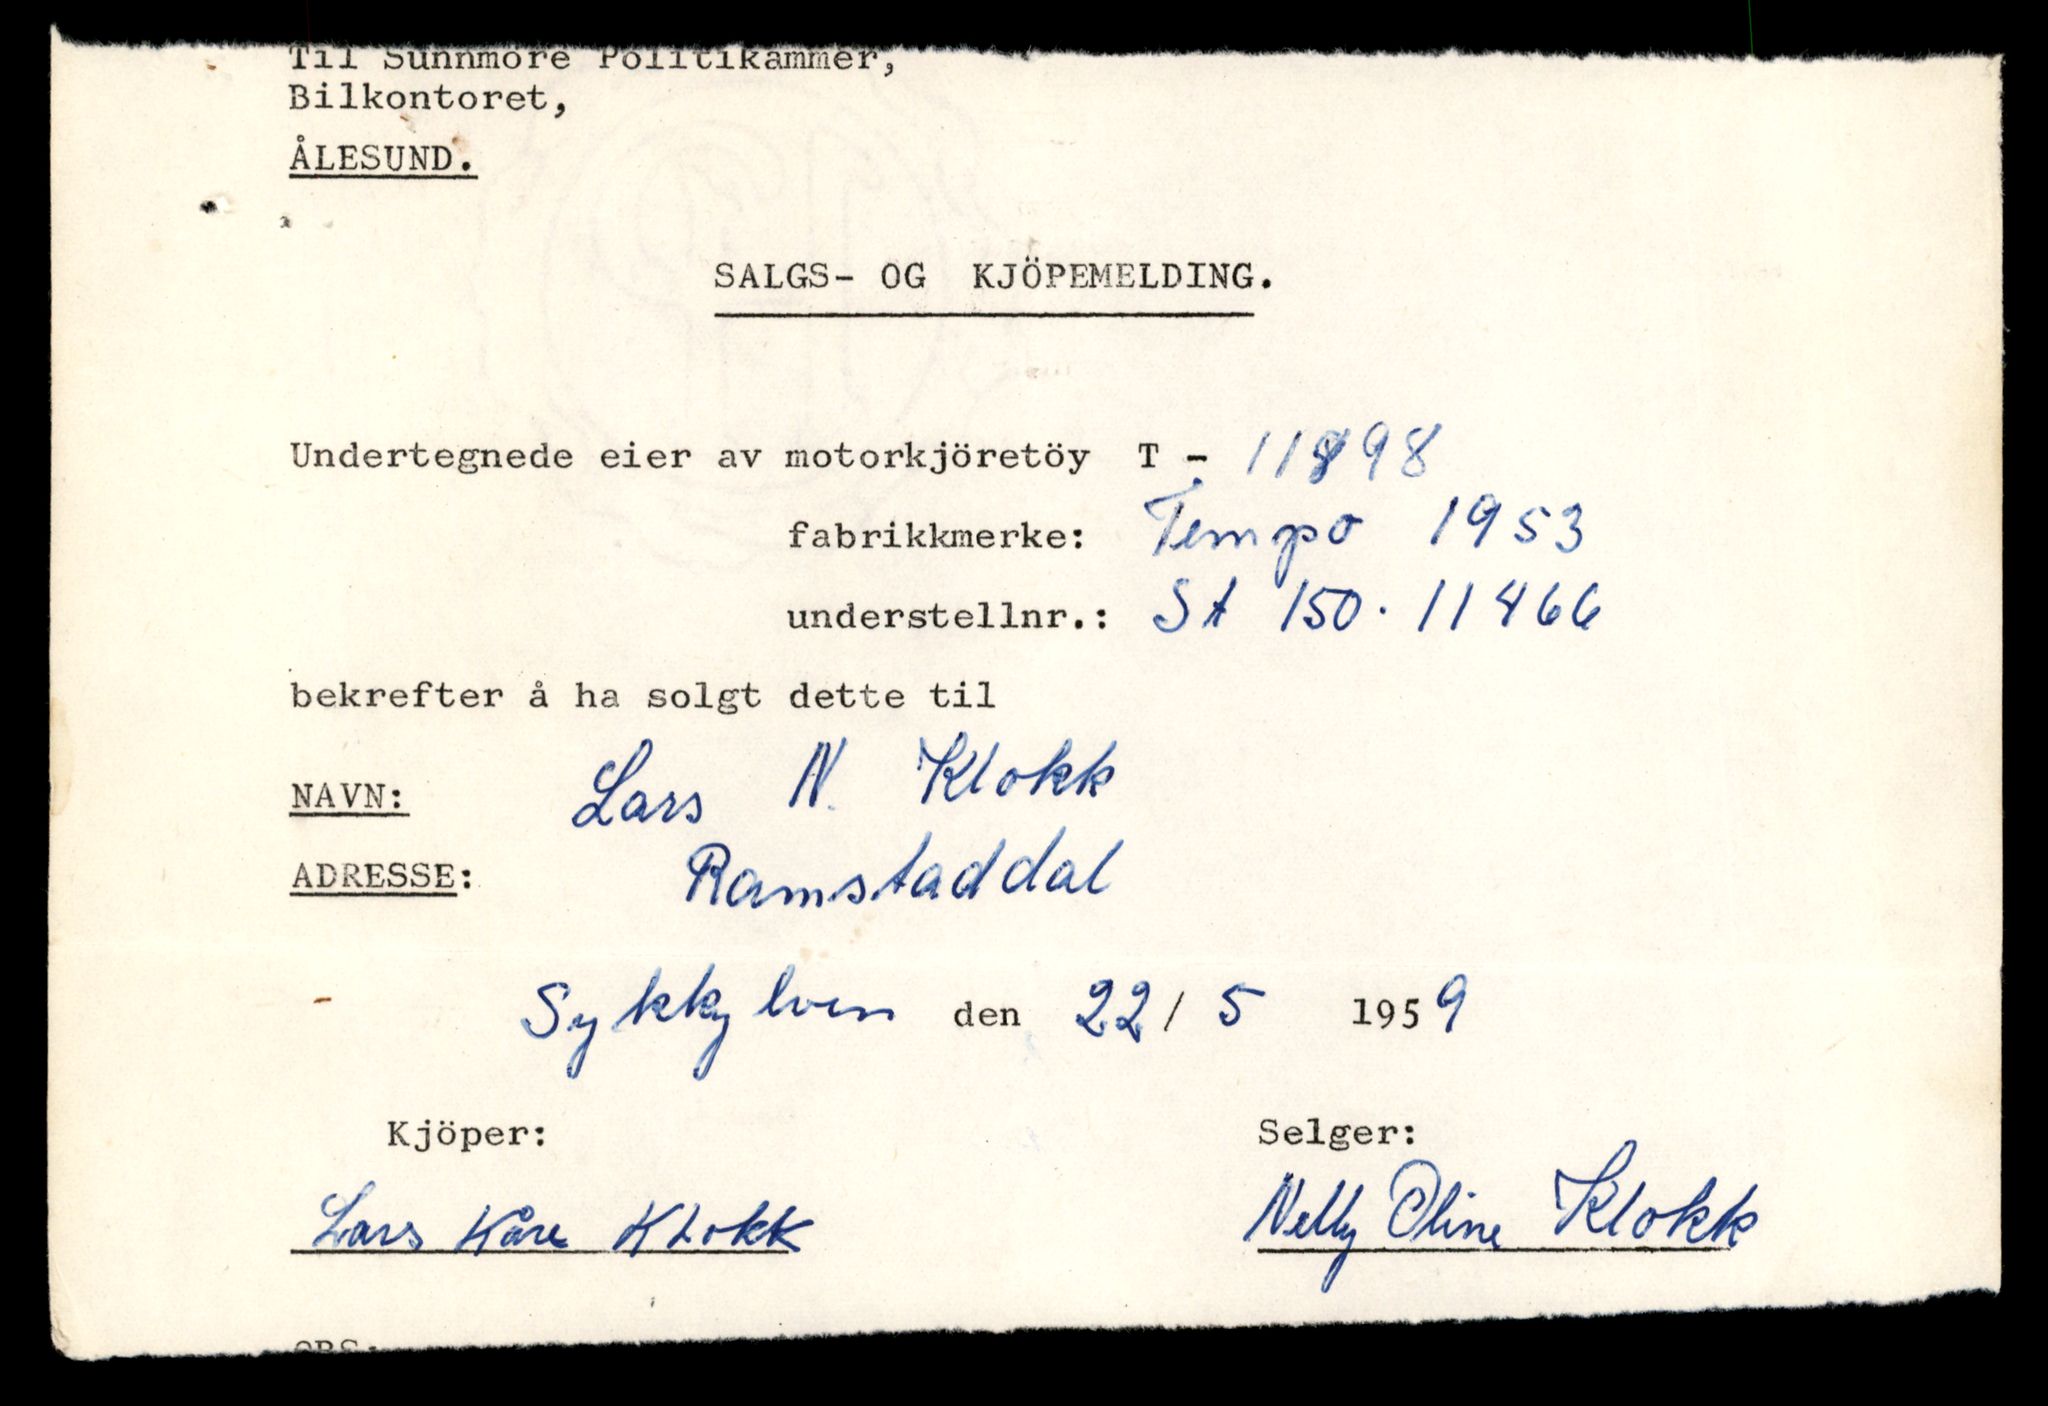 Til Sunnmöre Politikammer,
Bilkontoret,
ÅLESUND.
SALGS- OG KJÖPEMELDING.
Undertegnede eier av motorkjöretöy T - 11898
fabrikkmerke: Tempo 1953
understellnr.: St 150. 11466
bekrefter å ha solgt dette til
NAVN: Lars N. Klokk
ADRESSE: Ramstaddal
Sykkylven den 22 / 5 1959
Kjöper: Selger:
Lars Kåre Klokk Nelly Oline Klokk
OBS: